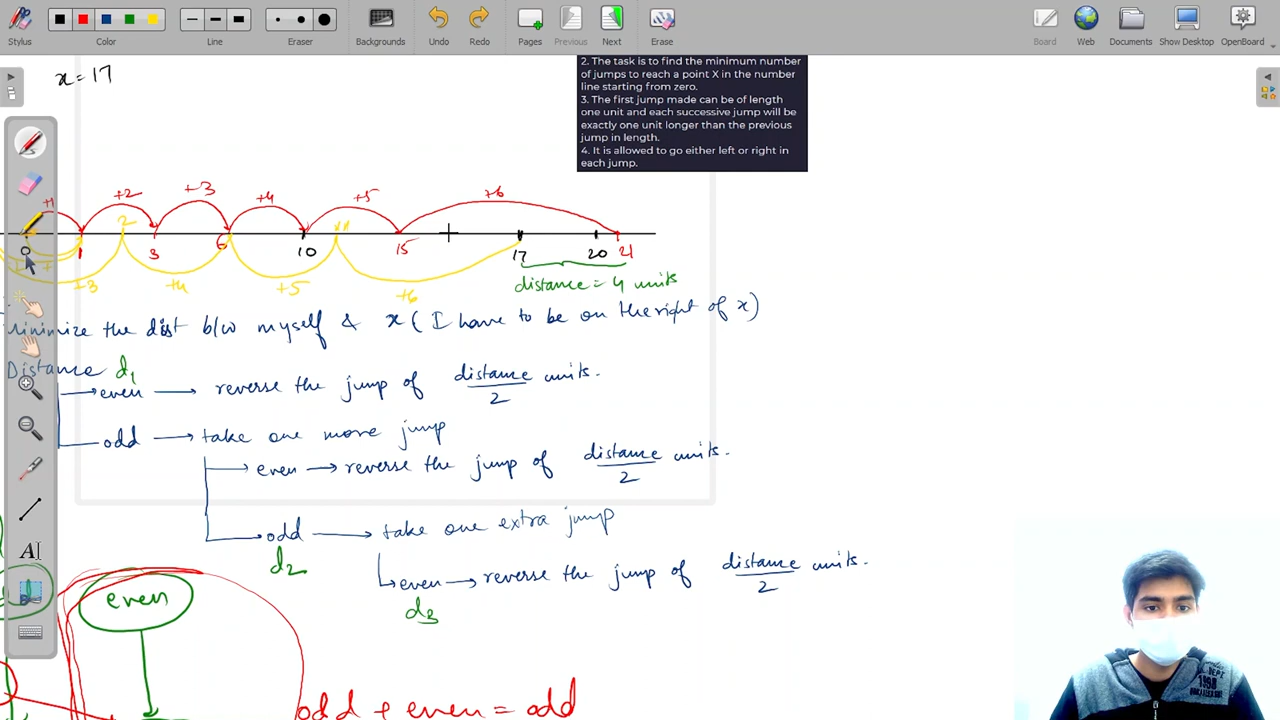 Stylus
Color
Line
Eraser
Backgrounds
Undo
Redo
Pages
Previous
Next
Erase
Board
Web
Documents
Show Desktop
OpenBoard
x = 17
2. The task is to find the minimum number
of jumps to reach a point X in the number
line starting from zero.
3. The first jump made can be of length
one unit and each successive jump will be
exactly one unit longer than the previous
jump in length.
4. It is allowed to go either left or right in
each jump.
+1 +2 +3 +4 +5 +6
2 11
0 1 3 6 10 15 17 20 21
+3 +4 +5 +6
distance = 4 units
Minimize the dist b/w myself & x ( I have to be on the right of x)
Distance d1
even → reverse the jump of distance/2 units.
odd → take one more jump
even → reverse the jump of distance/2 units.
odd → take one extra jump
d2
even → reverse the jump of distance/2 units.
d3
even
odd + even = odd